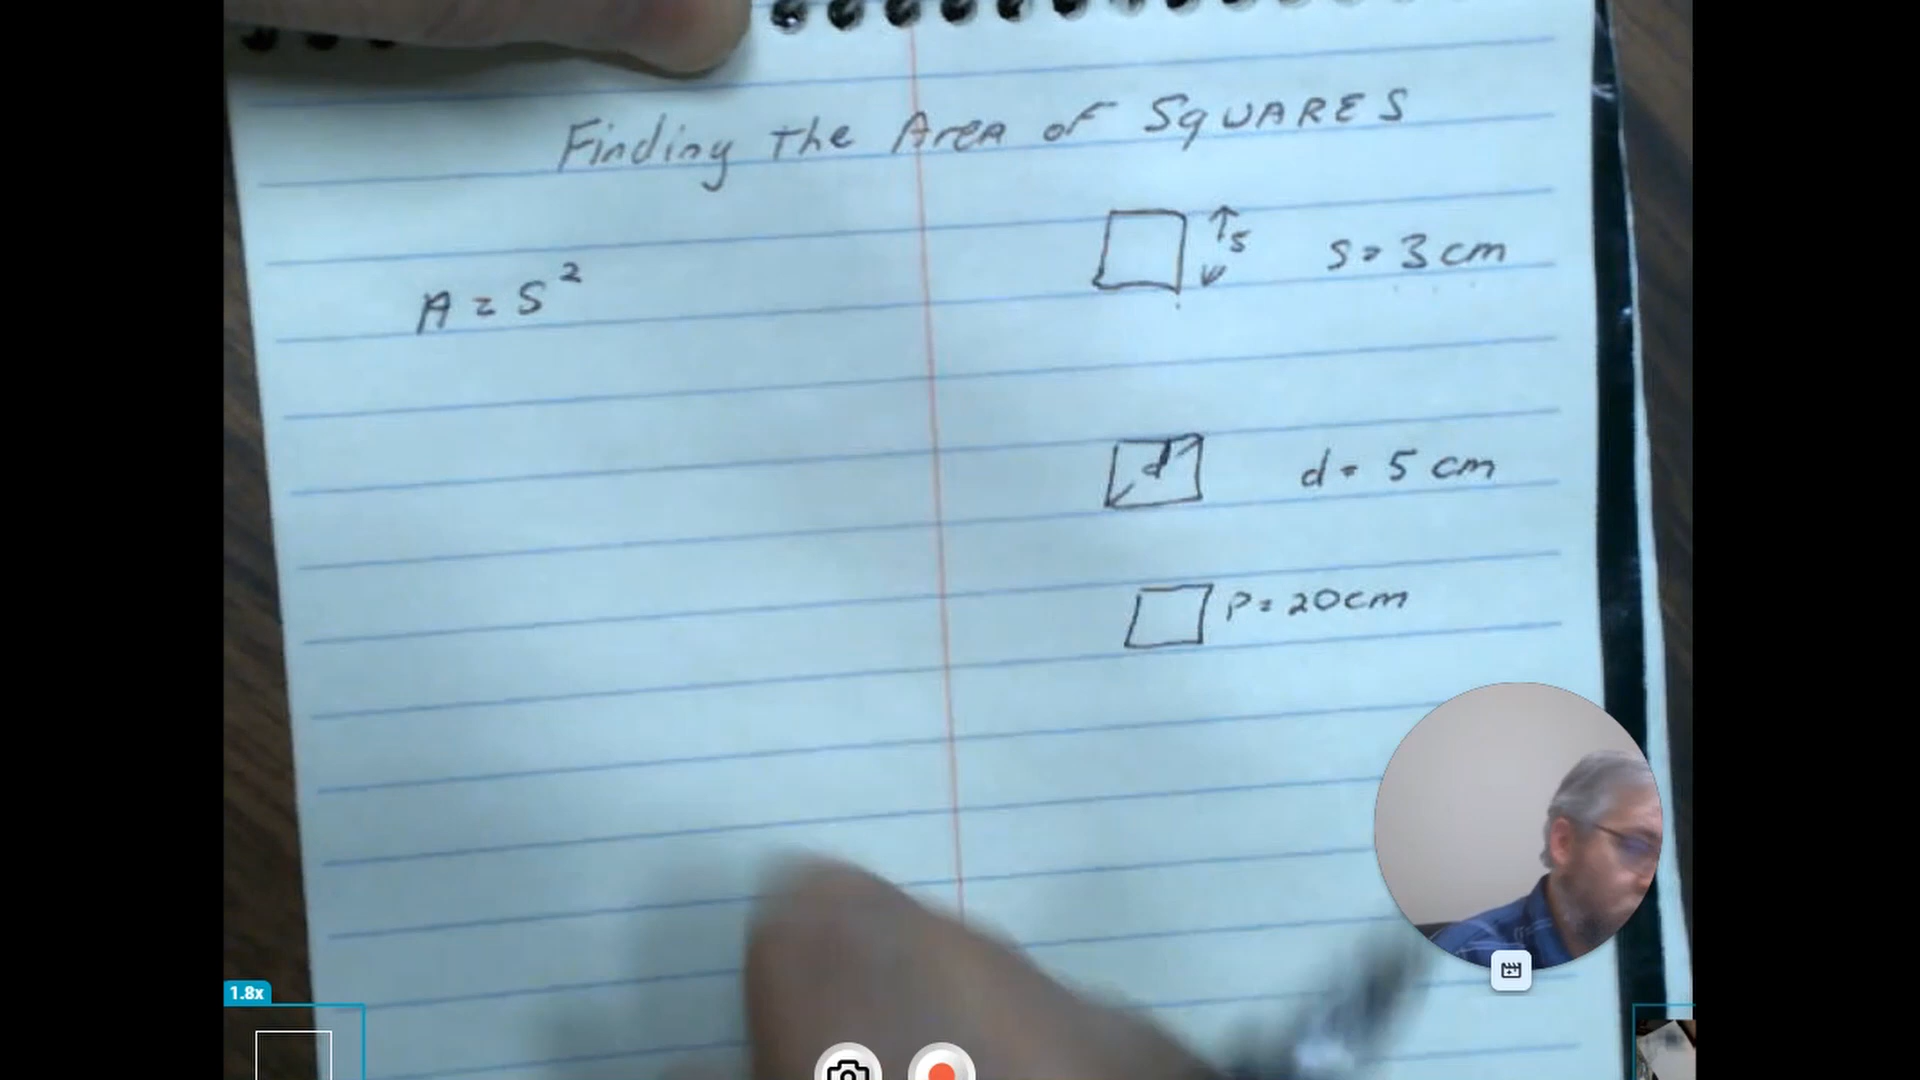 Finding the Area of SquARES
A = S²
s
S = 3 cm
d
d = 5 cm
P = 20cm
1.8x